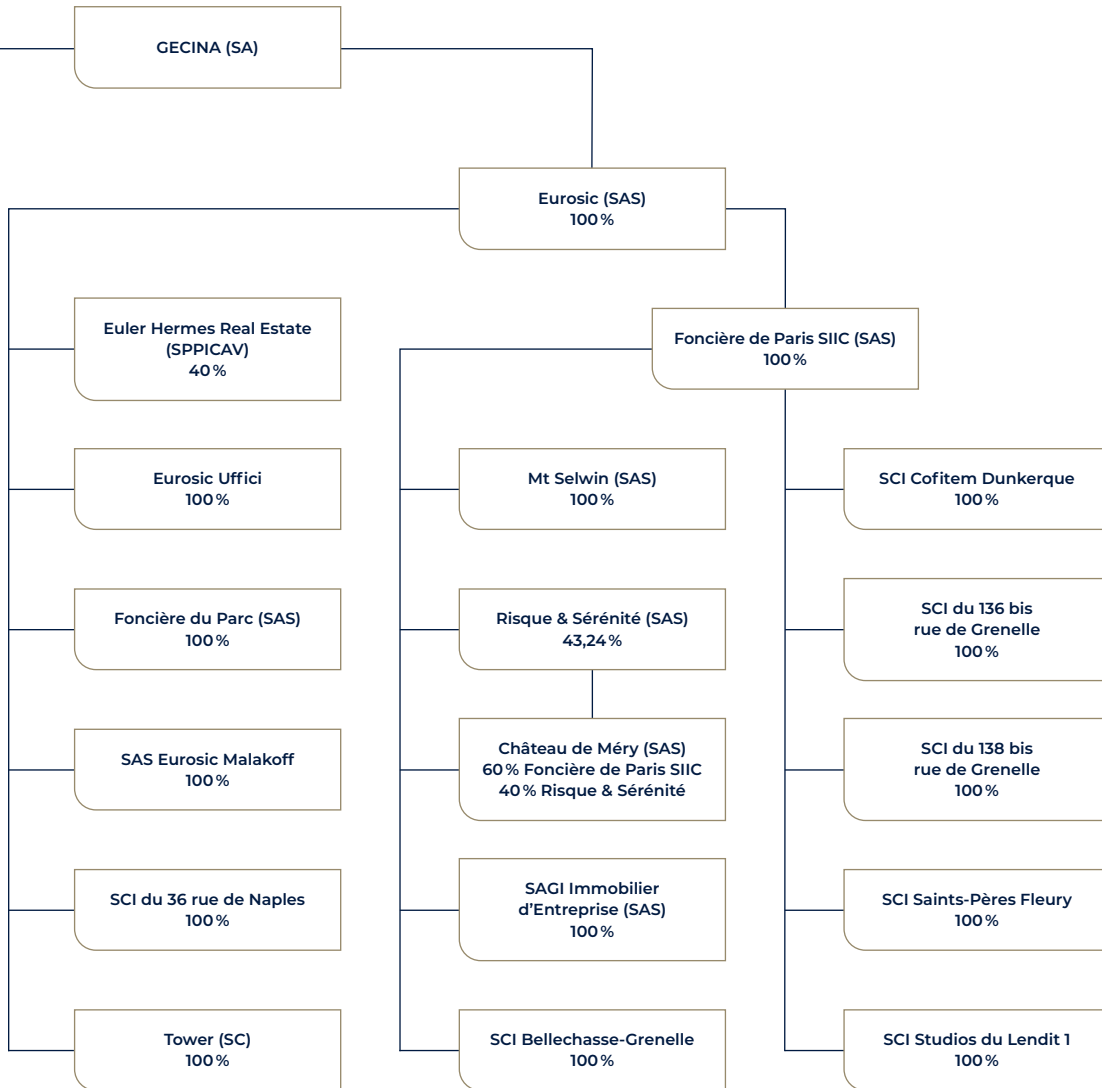 GECINA (SA)
Eurosic (SAS)
100 %
Euler Hermes Real Estate
(SPPICAV)
40 %
Eurosic Uffici
100 %
Foncière du Parc (SAS)
100 %
SAS Eurosic Malakoff
100 %
SCI du 36 rue de Naples
100 %
Tower (SC)
100 %
Foncière de Paris SIIC (SAS)
100 %
Mt Selwin (SAS)
100 %
Risque & Sérénité (SAS)
43,24 %
Château de Méry (SAS)
60 % Foncière de Paris SIIC
40 % Risque & Sérénité
SAGI Immobilier
d’Entreprise (SAS)
100 %
SCI Bellechasse-Grenelle
100 %
SCI Cofitem Dunkerque
100 %
SCI du 136 bis
rue de Grenelle
100 %
SCI du 138 bis
rue de Grenelle
100 %
SCI Saints-Pères Fleury
100 %
SCI Studios du Lendit 1
100 %